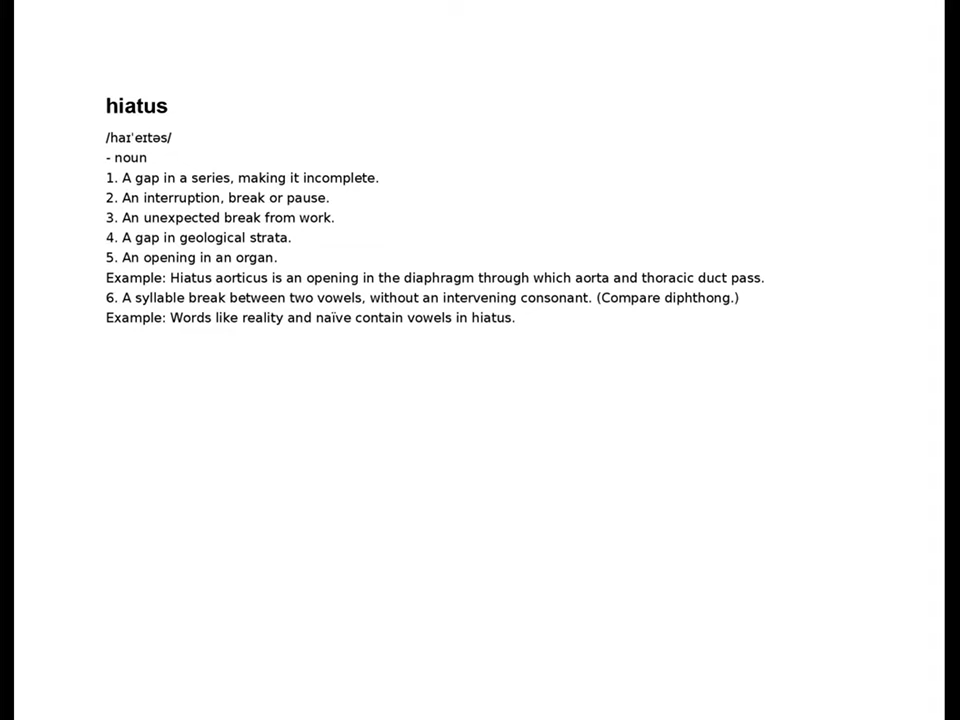 hiatus
/haɪˈeɪtəs/
- noun
1. A gap in a series, making it incomplete.
2. An interruption, break or pause.
3. An unexpected break from work.
4. A gap in geological strata.
5. An opening in an organ.
Example: Hiatus aorticus is an opening in the diaphragm through which aorta and thoracic duct pass.
6. A syllable break between two vowels, without an intervening consonant. (Compare diphthong.)
Example: Words like reality and naïve contain vowels in hiatus.